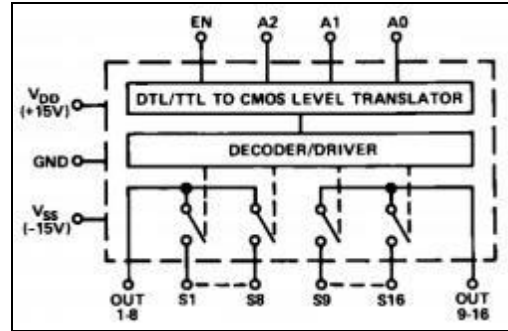 EN A2 A1 A0
VDD
(+15V)
DTL/TTL TO CMOS LEVEL TRANSLATOR
GND
DECODER/DRIVER
VSS
(-15V)
OUT
1-8
S1
S8
S9
S16
OUT
9-16